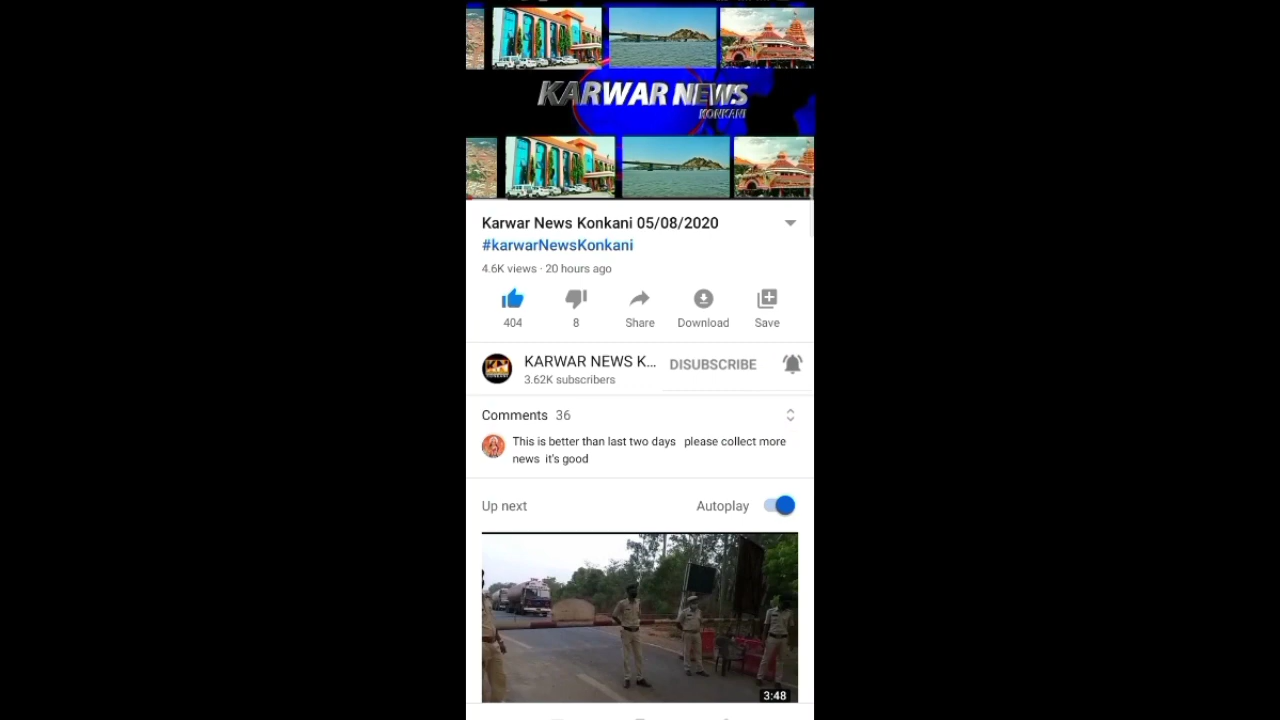 KARWAR NEWS
KONKANI
Karwar News Konkani 05/08/2020
#karwarNewsKonkani
4.6K views · 20 hours ago
404 8 Share Download Save
KARWAR NEWS K... DISUBSCRIBE
3.62K subscribers
Comments 36
This is better than last two days please collect more
news it's good
Up next Autoplay
3:48